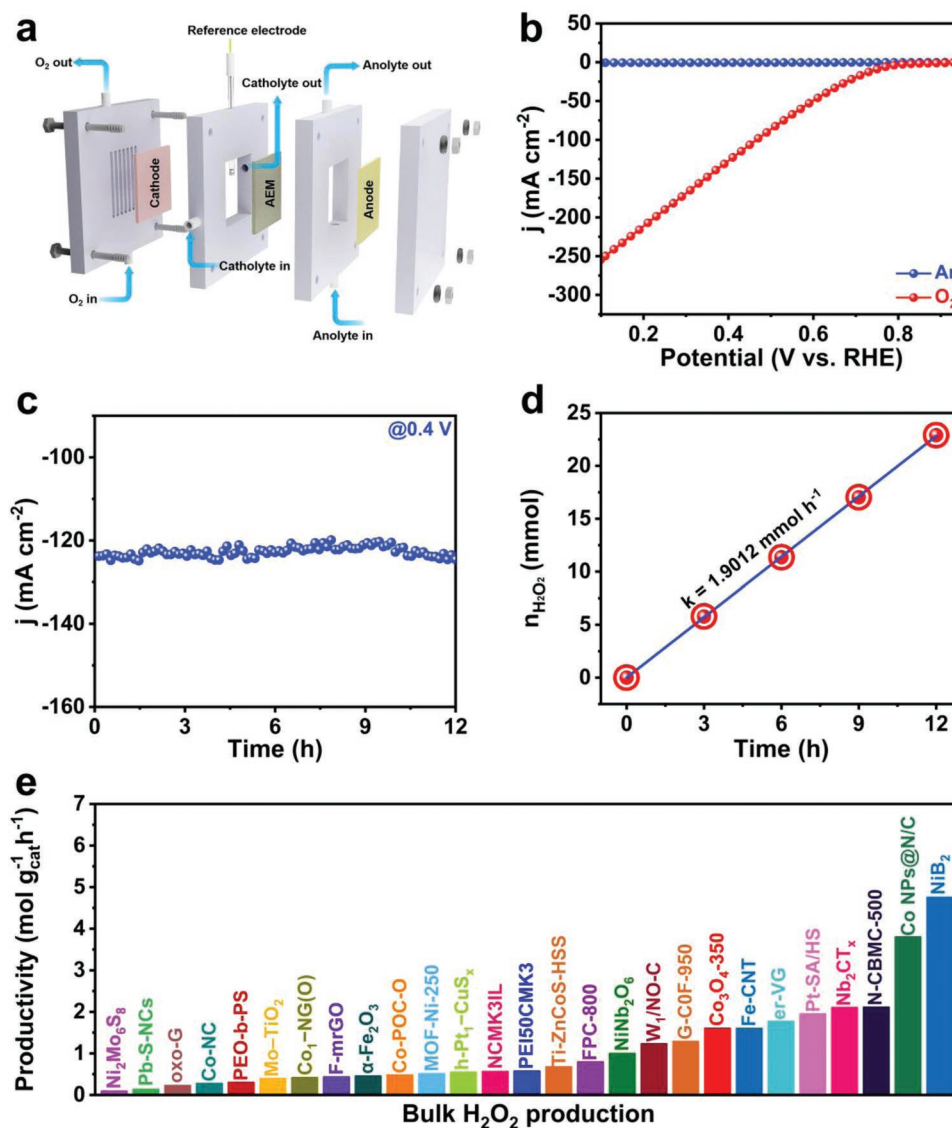 a
Reference electrode
O₂ out
Catholyte out
Anolyte out
Cathode
AEM
Anode
Catholyte in
O₂ in
Anolyte in
b
j (mA cm⁻²)
0
-50
-100
-150
-200
-250
-300
Ar
O₂
0.2 0.4 0.6 0.8
Potential (V vs. RHE)
c
@0.4 V
j (mA cm⁻²)
-100
-120
-140
-160
0 3 6 9 12
Time (h)
d
n_H₂O₂ (mmol)
25
20
15
10
5
0
k = 1.9012 mmol h⁻¹
0 3 6 9 12
Time (h)
e
Productivity (mol g⁻¹cat h⁻¹)
7
6
5
4
3
2
1
0
Ni₂Mo₆S₈
Pb-S-NCs
oxo-G
Co-NC
PEO-b-PS
Mo–TiO₂
Co₁–NG(O)
F-mrGO
α-Fe₂O₃
Co-POC-O
MOF-Ni-250
h-Pt₁–CuSₓ
NCMK3IL
PEI50CMK3
Ti-ZnCoS-HSS
FPC-800
NiNb₂O₆
W₁/NO-C
G-C0F-950
Co₃O₄-350
Fe-CNT
er-VG
Pt-SA/HS
Nb₂CTₓ
N-CBMC-500
Co NPs@N/C
NiB₂
Bulk H₂O₂ production